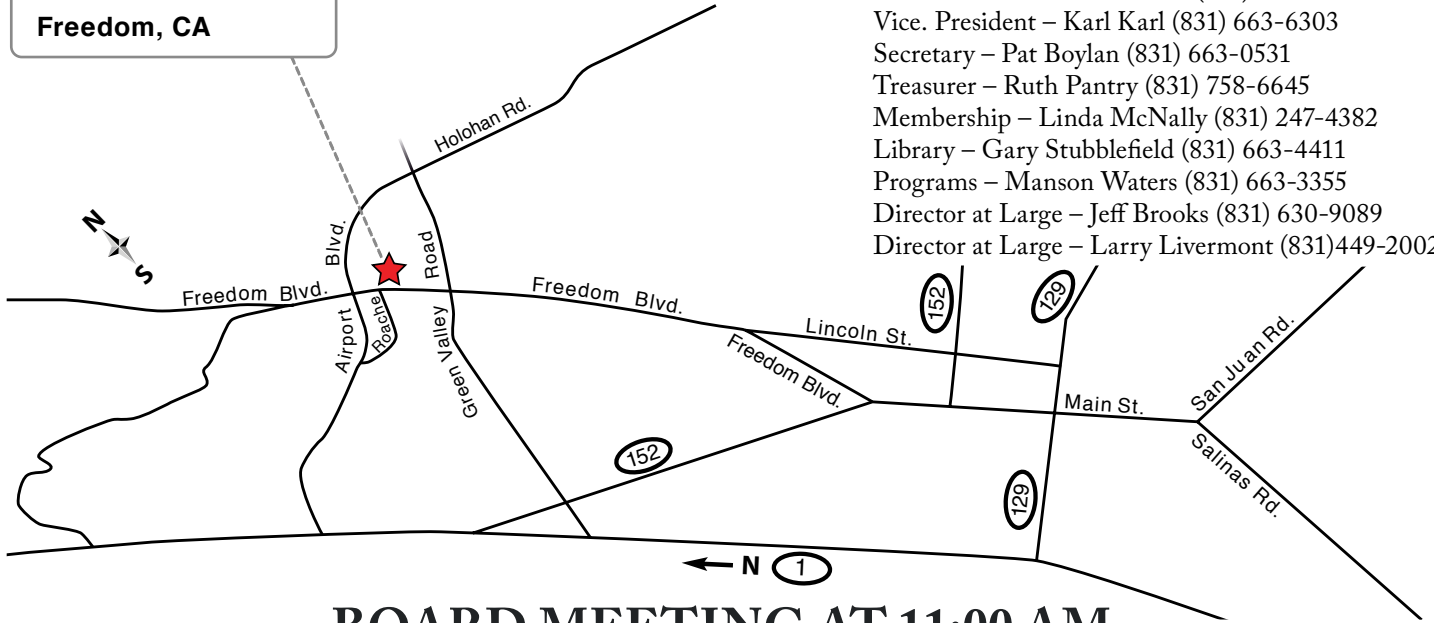 Freedom, CA
Vice. President – Karl Karl (831) 663-6303
Secretary – Pat Boylan (831) 663-0531
Treasurer – Ruth Pantry (831) 758-6645
Membership – Linda McNally (831) 247-4382
Library – Gary Stubblefield (831) 663-4411
Programs – Manson Waters (831) 663-3355
Director at Large – Jeff Brooks (831) 630-9089
Director at Large – Larry Livermont (831)449-2002
Holohan Rd.
N
S
Blvd.
Road
Freedom Blvd.
Freedom Blvd.
Airport
Roache
Green Valley
Lincoln St.
Freedom Blvd.
152
129
Main St.
San Juan Rd.
Salinas Rd.
152
129
N
1
BOARD MEETING AT 11:00 AM